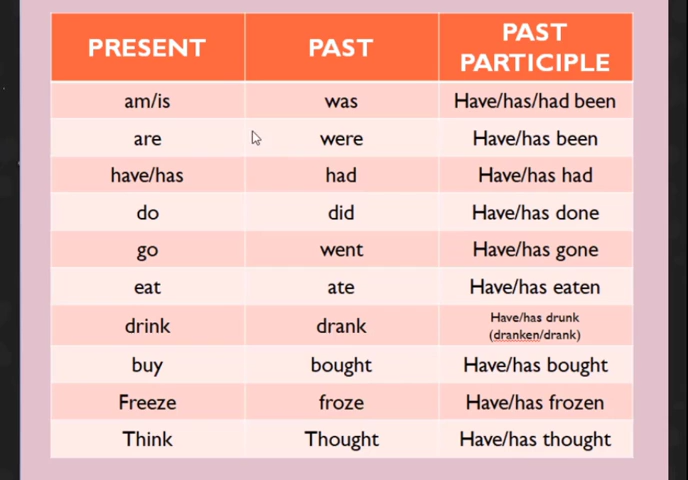 PRESENT PAST PAST PARTICIPLE
am/is was Have/has/had been
are were Have/has been
have/has had Have/has had
do did Have/has done
go went Have/has gone
eat ate Have/has eaten
drink drank Have/has drunk
(dranken/drank)
buy bought Have/has bought
Freeze froze Have/has frozen
Think Thought Have/has thought